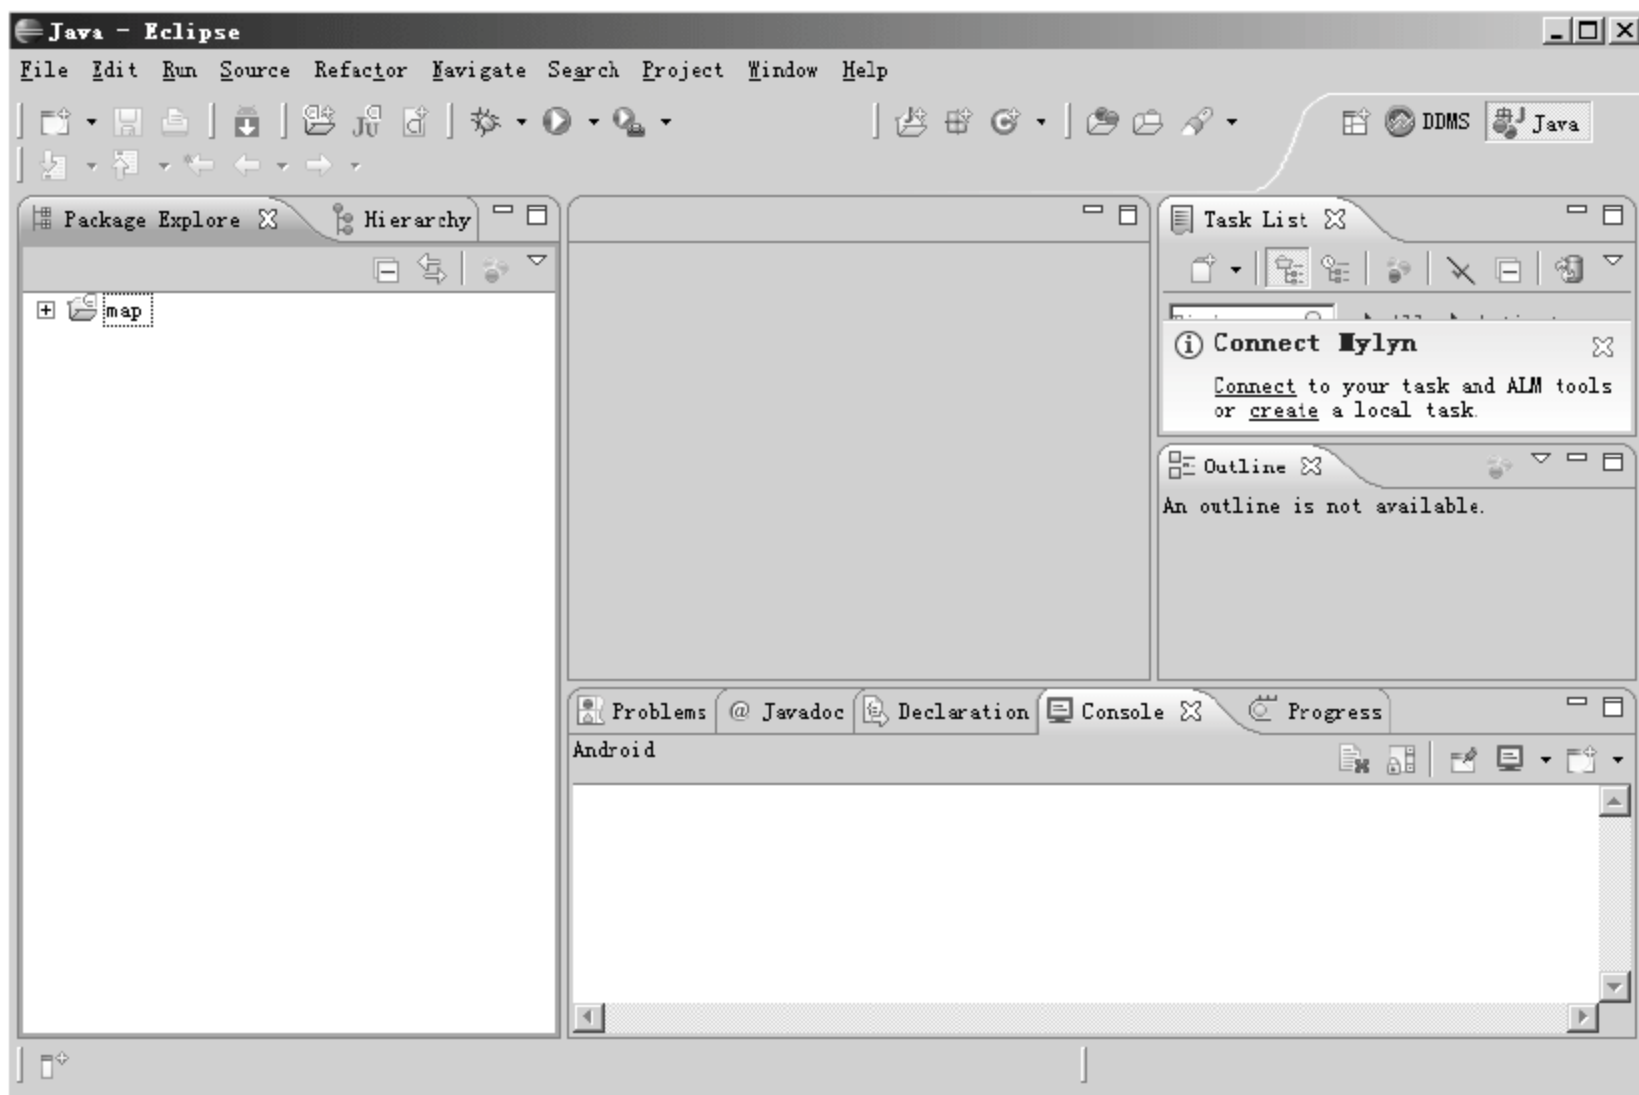 Java - Eclipse
File Edit Run Source Refactor Navigate Search Project Window Help
DDMS Java
Package Explore Hierarchy
Task List
map
Connect Mylyn
Connect to your task and ALM tools
or create a local task.
Outline
An outline is not available.
Problems @ Javadoc Declaration Console Progress
Android